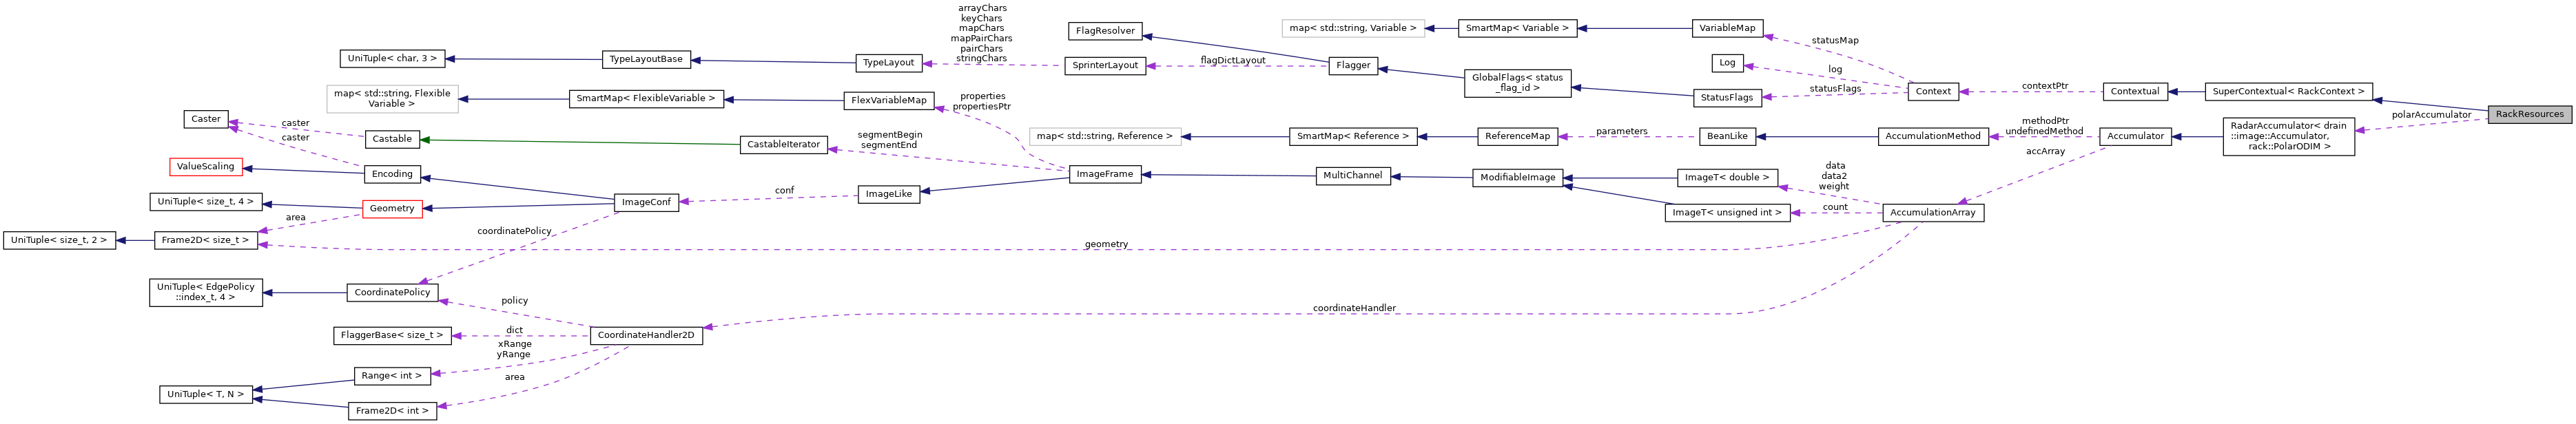 arrayChars
keyChars
mapChars
mapPairChars
pairChars
stringChars
FlagResolver
map< std::string, Variable >
SmartMap< Variable >
VariableMap
statusMap
UniTuple< char, 3 >
TypeLayoutBase
TypeLayout
SprinterLayout
flagDictLayout
Flagger
Log
log
GlobalFlags< status
_flag_id >
StatusFlags
statusFlags
Context
contextPtr
Contextual
SuperContextual< RackContext >
RackResources
polarAccumulator
map< std::string, Flexible
Variable >
SmartMap< FlexibleVariable >
FlexVariableMap
properties
propertiesPtr
Caster
caster
caster
Castable
CastableIterator
segmentBegin
segmentEnd
map< std::string, Reference >
SmartMap< Reference >
ReferenceMap
parameters
BeanLike
AccumulationMethod
methodPtr
undefinedMethod
Accumulator
RadarAccumulator< drain
::image::Accumulator,
rack::PolarODIM >
accArray
ValueScaling
Encoding
ImageFrame
MultiChannel
ModifiableImage
ImageT< double >
data
data2
weight
UniTuple< size_t, 4 >
Geometry
ImageConf
conf
ImageLike
ImageT< unsigned int >
count
AccumulationArray
area
UniTuple< size_t, 2 >
Frame2D< size_t >
coordinatePolicy
geometry
UniTuple< EdgePolicy
::index_t, 4 >
CoordinatePolicy
policy
coordinateHandler
FlaggerBase< size_t >
dict
CoordinateHandler2D
xRange
yRange
Range< int >
area
UniTuple< T, N >
Frame2D< int >